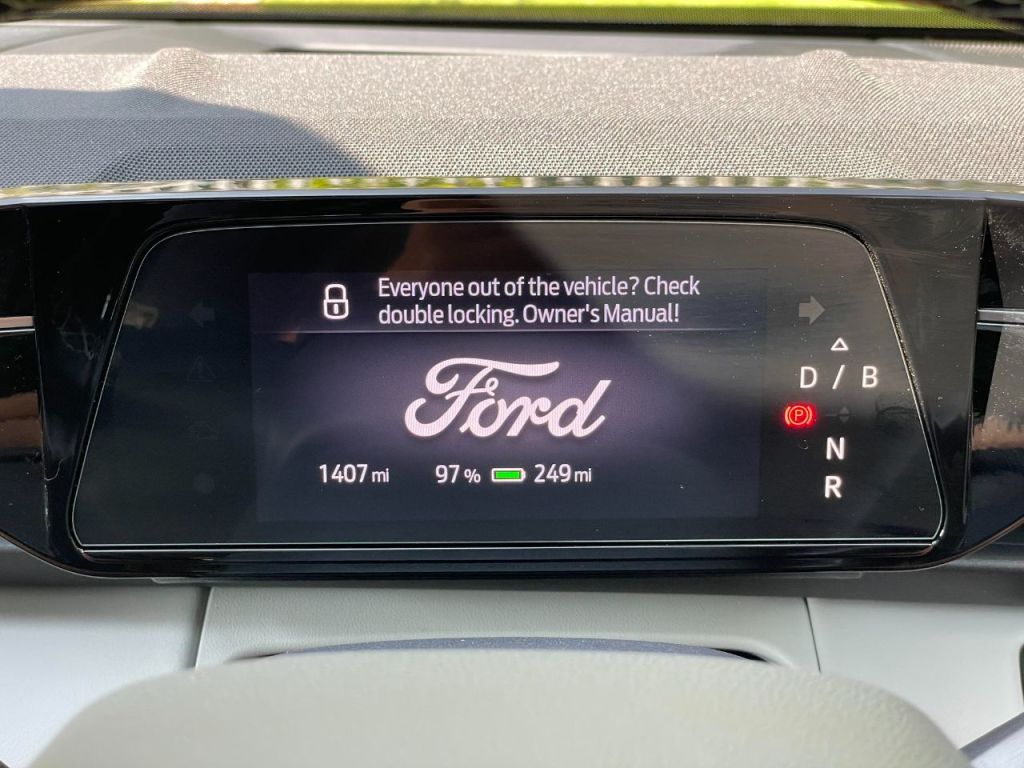 Everyone out of the vehicle? Check
double locking. Owner's Manual!
D / B
Ford
P
N
1407 mi 97 % 249 mi
R